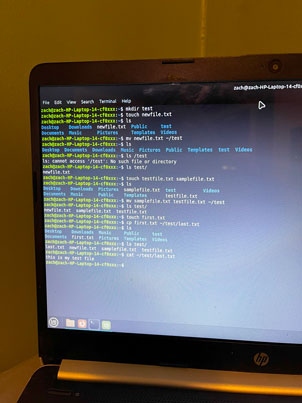 zach@zach-HP-Laptop-14-cf0xxx:
File Edit View Search Terminal Help
zach@zach-HP-Laptop-14-cf0xxx:~$ mkdir test
zach@zach-HP-Laptop-14-cf0xxx:~$ touch newfile.txt
zach@zach-HP-Laptop-14-cf0xxx:~$ ls
Desktop Downloads newfile.txt Public test
Documents Music Pictures Templates Videos
zach@zach-HP-Laptop-14-cf0xxx:~$ mv newfile.txt ~/test
zach@zach-HP-Laptop-14-cf0xxx:~$ ls
Desktop Documents Downloads Music Pictures Public Templates test Videos
zach@zach-HP-Laptop-14-cf0xxx:~$ ls /test
ls: cannot access '/test': No such file or directory
zach@zach-HP-Laptop-14-cf0xxx:~$ ls test/
newfile.txt
zach@zach-HP-Laptop-14-cf0xxx:~$ touch testfile.txt samplefile.txt
zach@zach-HP-Laptop-14-cf0xxx:~$ ls
Desktop Downloads Pictures samplefile.txt test Videos
Documents Music Public Templates testfile.txt
zach@zach-HP-Laptop-14-cf0xxx:~$ mv samplefile.txt testfile.txt ~/test
zach@zach-HP-Laptop-14-cf0xxx:~$ ls test/
newfile.txt samplefile.txt testfile.txt
zach@zach-HP-Laptop-14-cf0xxx:~$ touch first.txt
zach@zach-HP-Laptop-14-cf0xxx:~$ cp first.txt ~/test/last.txt
zach@zach-HP-Laptop-14-cf0xxx:~$ ls
Desktop Downloads Music Public test
Documents first.txt Pictures Templates Videos
zach@zach-HP-Laptop-14-cf0xxx:~$ ls test/
last.txt newfile.txt samplefile.txt testfile.txt
zach@zach-HP-Laptop-14-cf0xxx:~$ cat ~/test/last.txt
this is my test file
zach@zach-HP-Laptop-14-cf0xxx:~$
hp